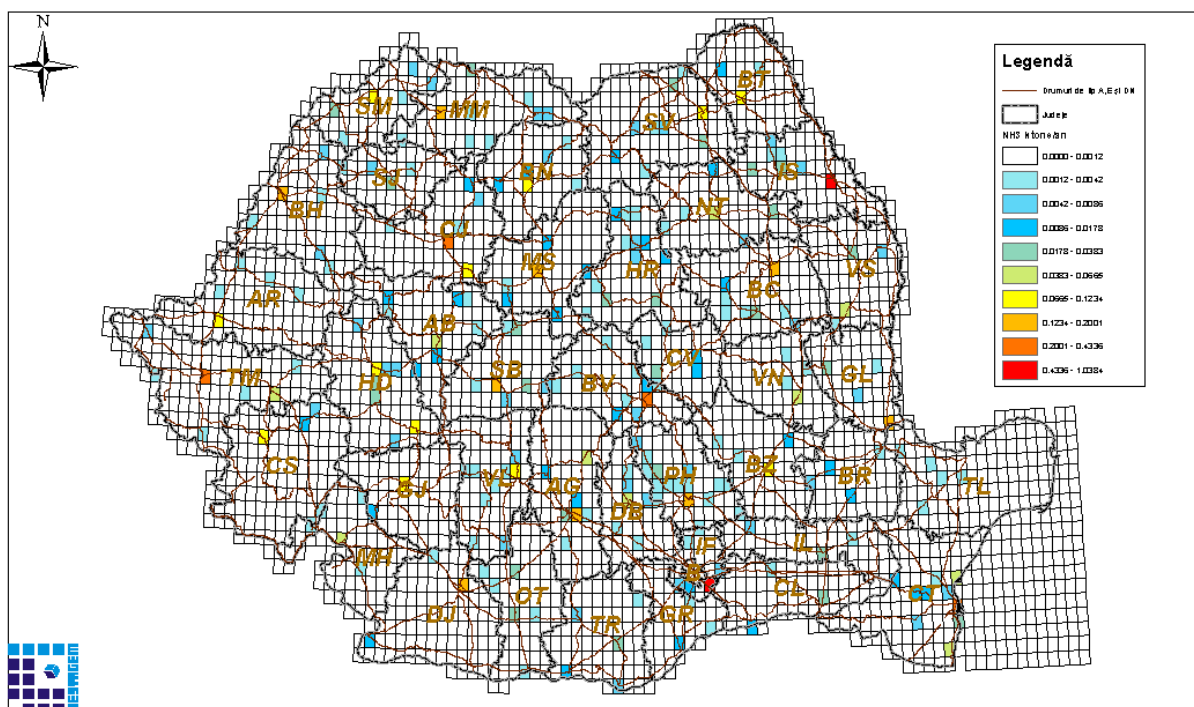 N
Legendă
Drumuri de tip A,E și DN
Județe
NHS ktone/an
0.0000 - 0.0012
0.0012 - 0.0042
0.0042 - 0.0086
0.0086 - 0.0178
0.0178 - 0.0383
0.0383 - 0.0665
0.0665 - 0.1234
0.1234 - 0.2001
0.2001 - 0.4336
0.4336 - 1.0384
BT
SM
MM
SV
IS
SJ
BN
BH
NT
CJ
MS
HR
BC
VS
AR
AB
TM
HD
SB
BV
CV
VN
GL
CS
GJ
VL
AG
DB
PH
BZ
BR
TL
MH
IF
IL
B
CL
CT
DJ
OT
TR
GR